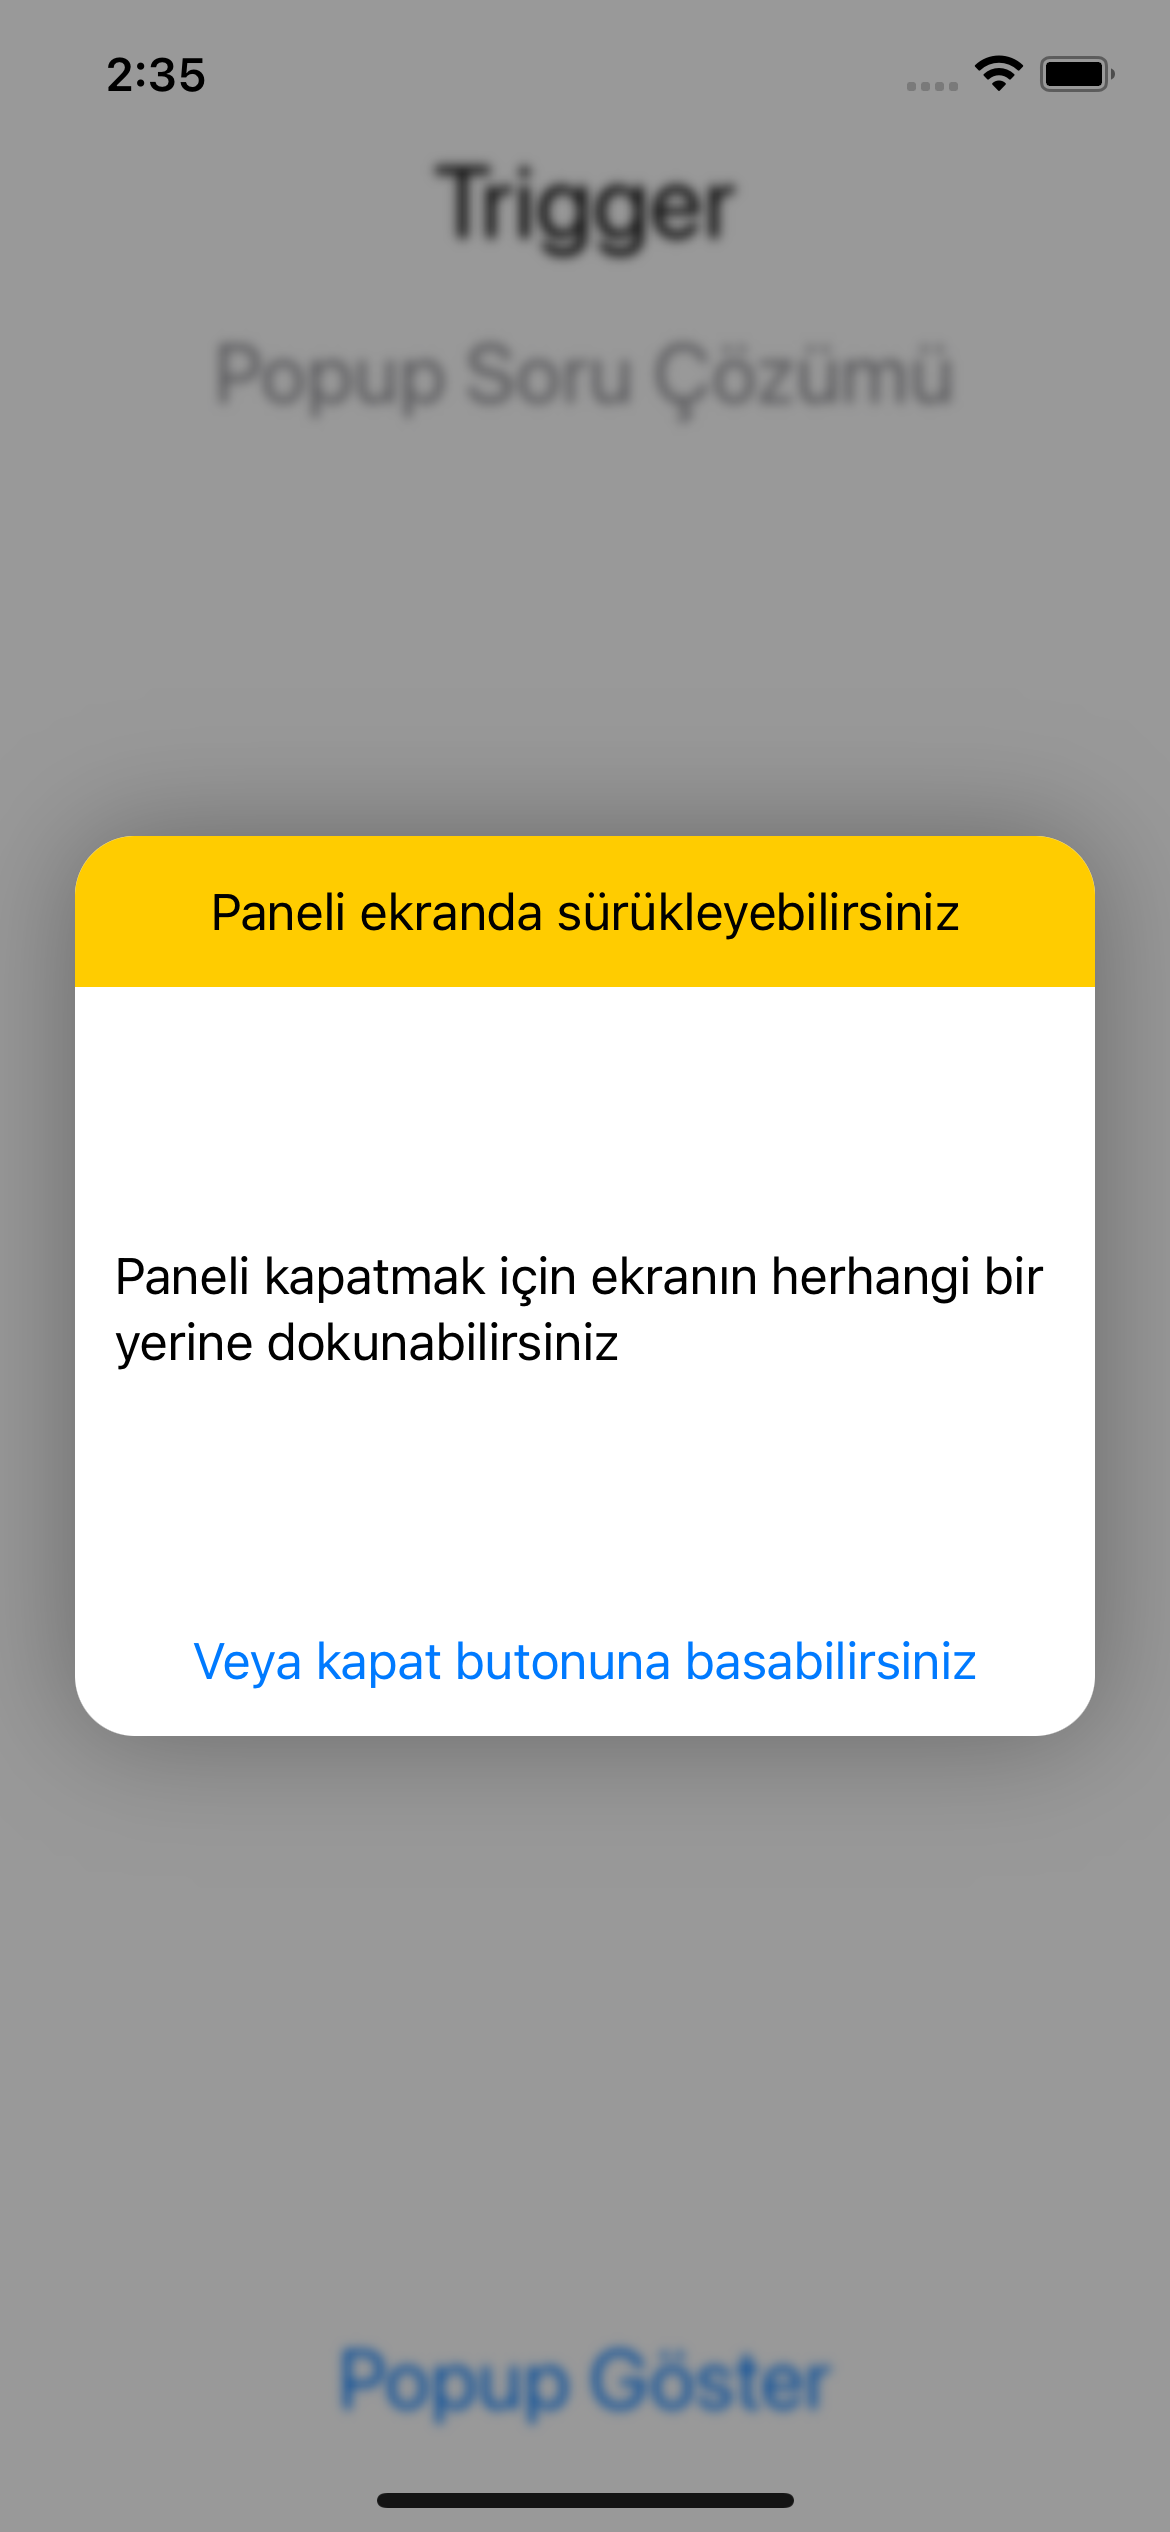 2:35
Trigger
Popup Soru Çözümü
Paneli ekranda sürükleyebilirsiniz
Paneli kapatmak için ekranın herhangi bir
yerine dokunabilirsiniz
Veya kapat butonuna basabilirsiniz
Popup Göster